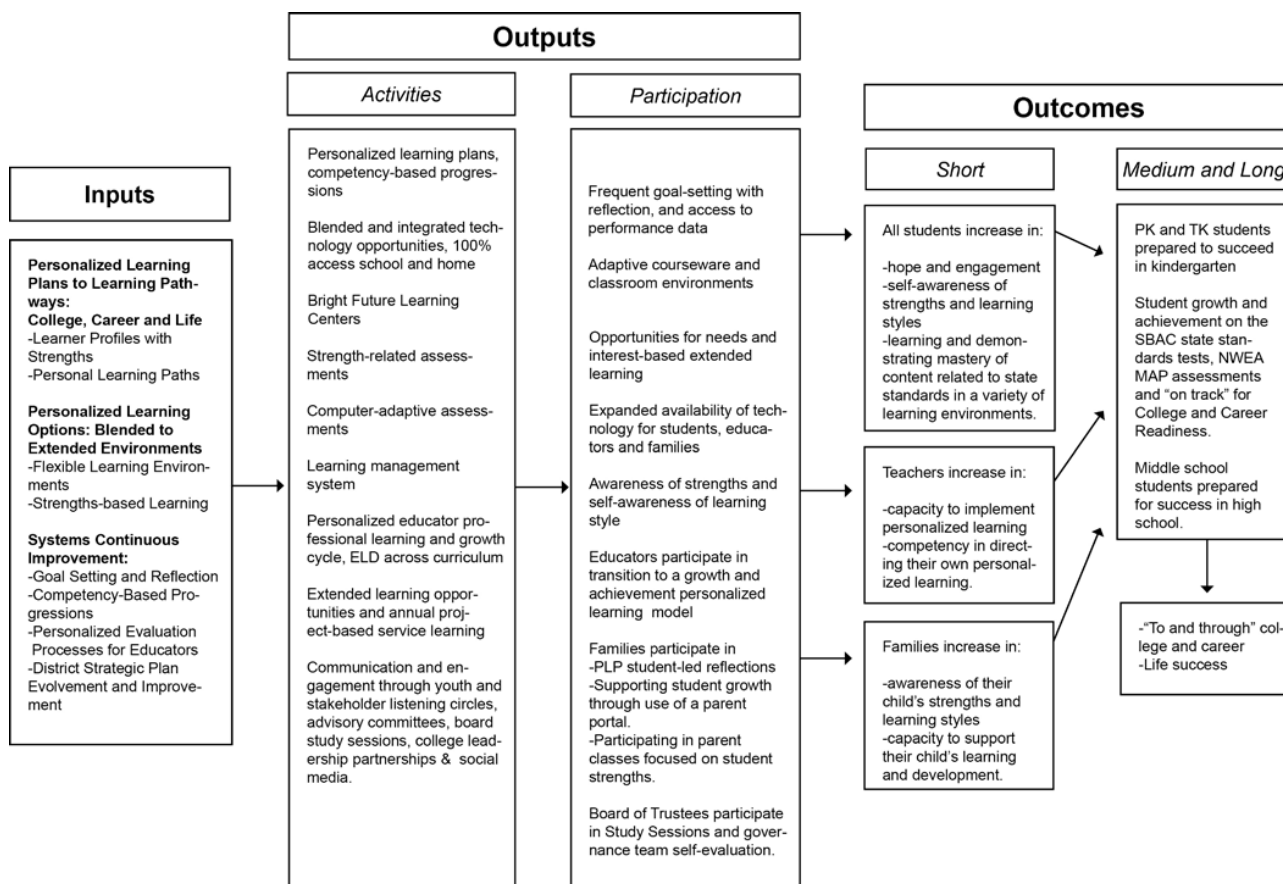 Inputs
Personalized Learning
Plans to Learning Path-
ways:
College, Career and Life
-Learner Profiles with
Strengths
-Personal Learning Paths
Personalized Learning
Options: Blended to
Extended Environments
-Flexible Learning Environ-
ments
-Strengths-based Learning
Systems Continuous
Improvement:
-Goal Setting and Reflection
-Competency-Based Pro-
gressions
-Personalized Evaluation
Processes for Educators
-District Strategic Plan
Evolvement and Improve-
ment
Outputs
Activities
Personalized learning plans,
competency-based progres-
sions
Blended and integrated tech-
nology opportunities, 100%
access school and home
Bright Future Learning
Centers
Strength-related assess-
ments
Computer-adaptive assess-
ments
Learning management
system
Personalized educator pro-
fessional learning and growth
cycle, ELD across curriculum
Extended learning oppor-
tunities and annual proj-
ect-based service learning
Communication and en-
gagement through youth and
stakeholder listening circles,
advisory committees, board
study sessions, college lead-
ership partnerships & social
media.
Participation
Frequent goal-setting with
reflection, and access to
performance data
Adaptive courseware and
classroom environments
Opportunities for needs and
interest-based extended
learning
Expanded availability of tech-
nology for students, educa-
tors and families
Awareness of strengths and
self-awareness of learning
style
Educators participate in
transition to a growth and
achievement personalized
learning model
Families participate in
-PLP student-led reflections
-Supporting student growth
through use of a parent
portal.
-Participating in parent
classes focused on student
strengths.
Board of Trustees participate
in Study Sessions and gover-
nance team self-evaluation.
Outcomes
Short
All students increase in:
-hope and engagement
-self-awareness of
strengths and learning
styles
-learning and demon-
strating mastery of
content related to state
standards in a variety of
learning environments.
Teachers increase in:
-capacity to implement
personalized learning
-competency in direct-
ing their own personal-
ized learning.
Families increase in:
-awareness of their
child's strengths and
learning styles
-capacity to support
their child's learning
and development.
Medium and Long
PK and TK students
prepared to succeed
in kindergarten
Student growth and
achievement on the
SBAC state stan-
dards tests, NWEA
MAP assessments
and "on track" for
College and Career
Readiness.
Middle school
students prepared
for success in high
school.
-"To and through" col-
lege and career
-Life success